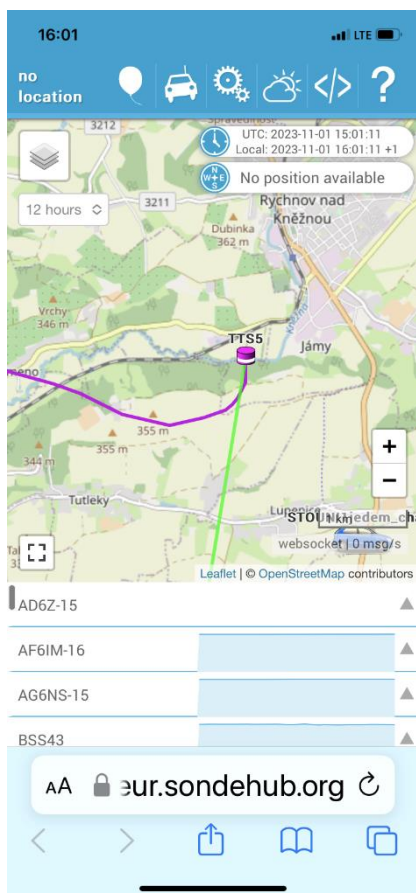 16:01
LTE
no
location
</>
?
3212
UTC: 2023-11-01 15:01:11
Local: 2023-11-01 16:01:11 +1
N
W+E
S
No position available
12 hours
3211
Rychnov nad
Kněžnou
Dubinka
362 m
Vrchy
346 m
TTS5
Jámy
355 m
355 m
344 m
+
−
Tutleky
Lupenice
websocket | 0 msg/s
Leaflet | © OpenStreetMap contributors
AD6Z-15
AF6IM-16
AG6NS-15
BSS43
AA
eur.sondehub.org